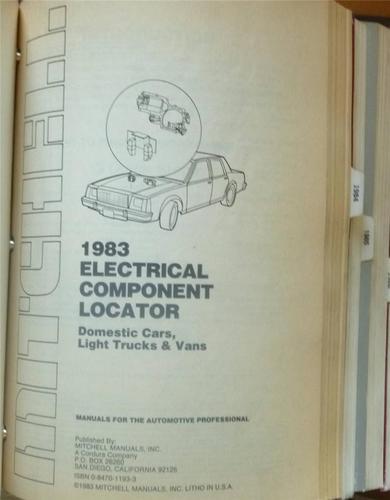 MITCHELL
1983
ELECTRICAL
COMPONENT
LOCATOR
Domestic Cars,
Light Trucks & Vans
MANUALS FOR THE AUTOMOTIVE PROFESSIONAL
Published By:
MITCHELL MANUALS, INC.
A Cordura Company
P.O. BOX 26260
SAN DIEGO, CALIFORNIA 92126
ISBN 0-8470-1193-3
©1983 MITCHELL MANUALS, INC. LITHO IN U.S.A.
1984
1985